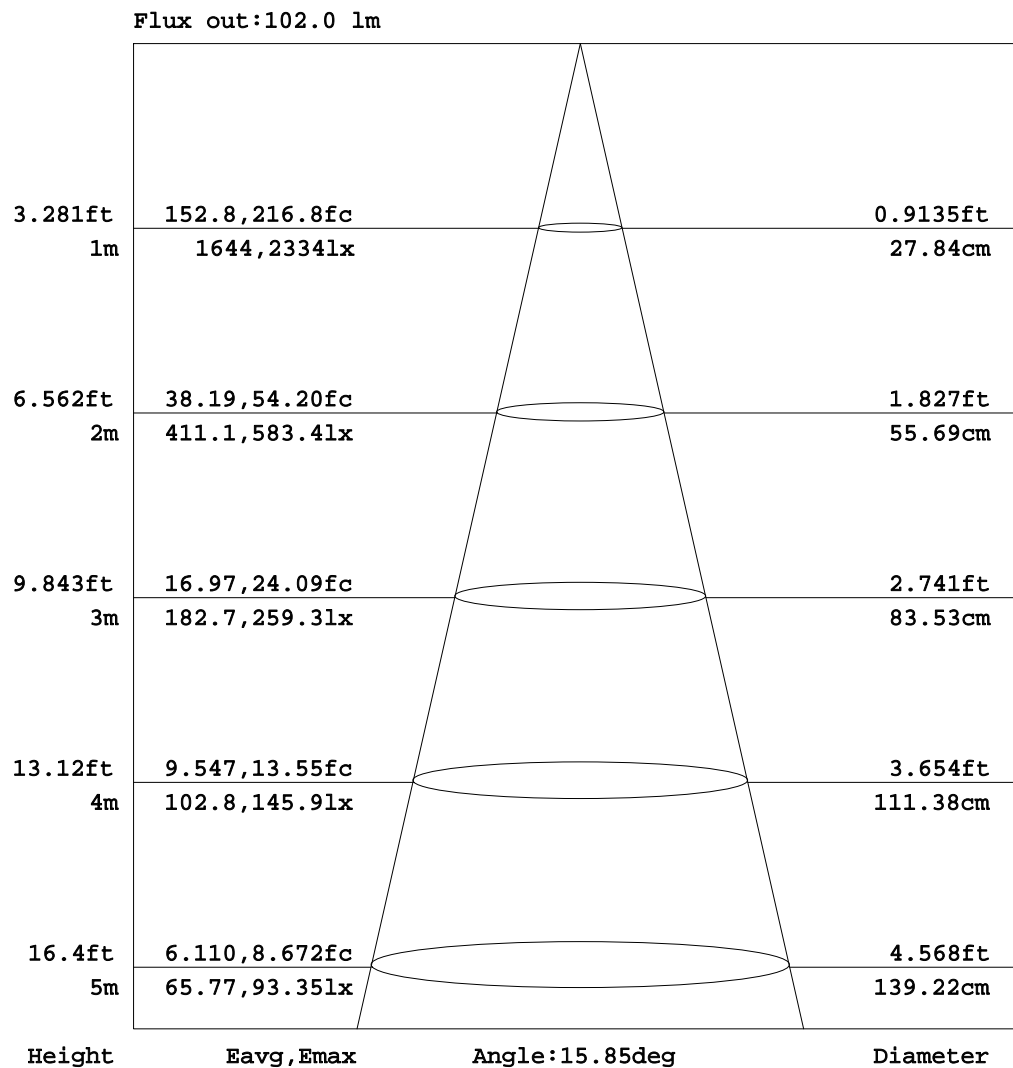 Flux out:102.0 lm
3.281ft 152.8,216.8fc 0.9135ft
1m 1644,2334lx 27.84cm
6.562ft 38.19,54.20fc 1.827ft
2m 411.1,583.4lx 55.69cm
9.843ft 16.97,24.09fc 2.741ft
3m 182.7,259.3lx 83.53cm
13.12ft 9.547,13.55fc 3.654ft
4m 102.8,145.9lx 111.38cm
16.4ft 6.110,8.672fc 4.568ft
5m 65.77,93.35lx 139.22cm
Height Eavg,Emax Angle:15.85deg Diameter